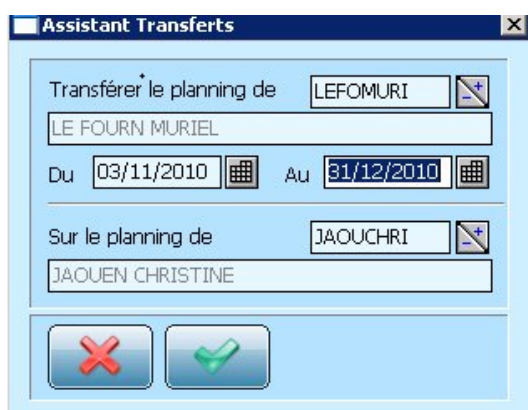 Assistant Transferts
Transférer le planning de LEFOMURI
LE FOURN MURIEL
Du 03/11/2010 Au 31/12/2010
Sur le planning de JAOUCHRI
JAOUEN CHRISTINE